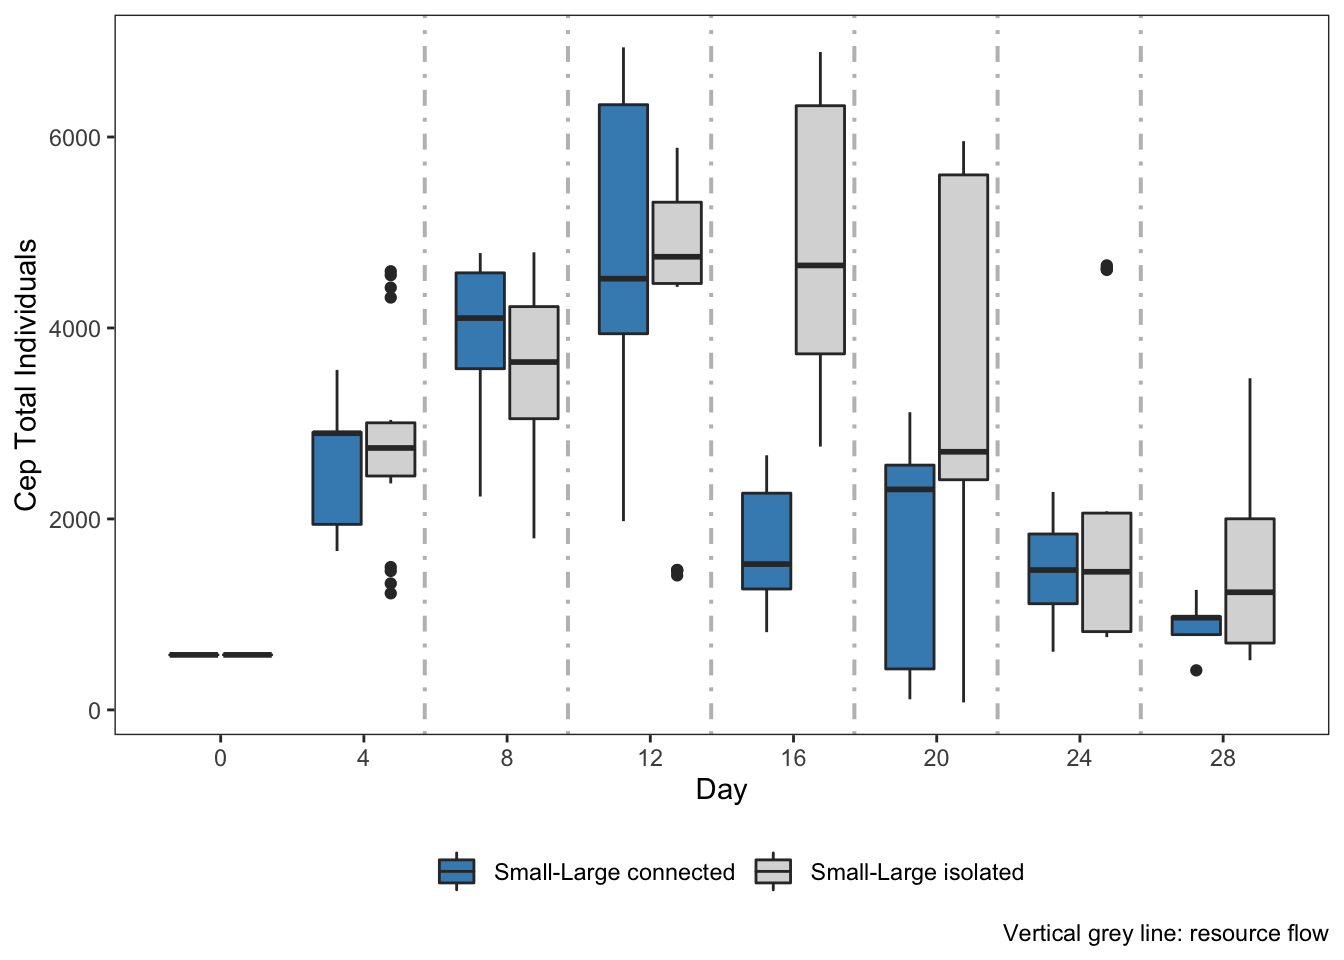 Cep Total Individuals
6000
4000
2000
0
0 4 8 12 16 20 24 28
Day
Small-Large connected Small-Large isolated
Vertical grey line: resource flow